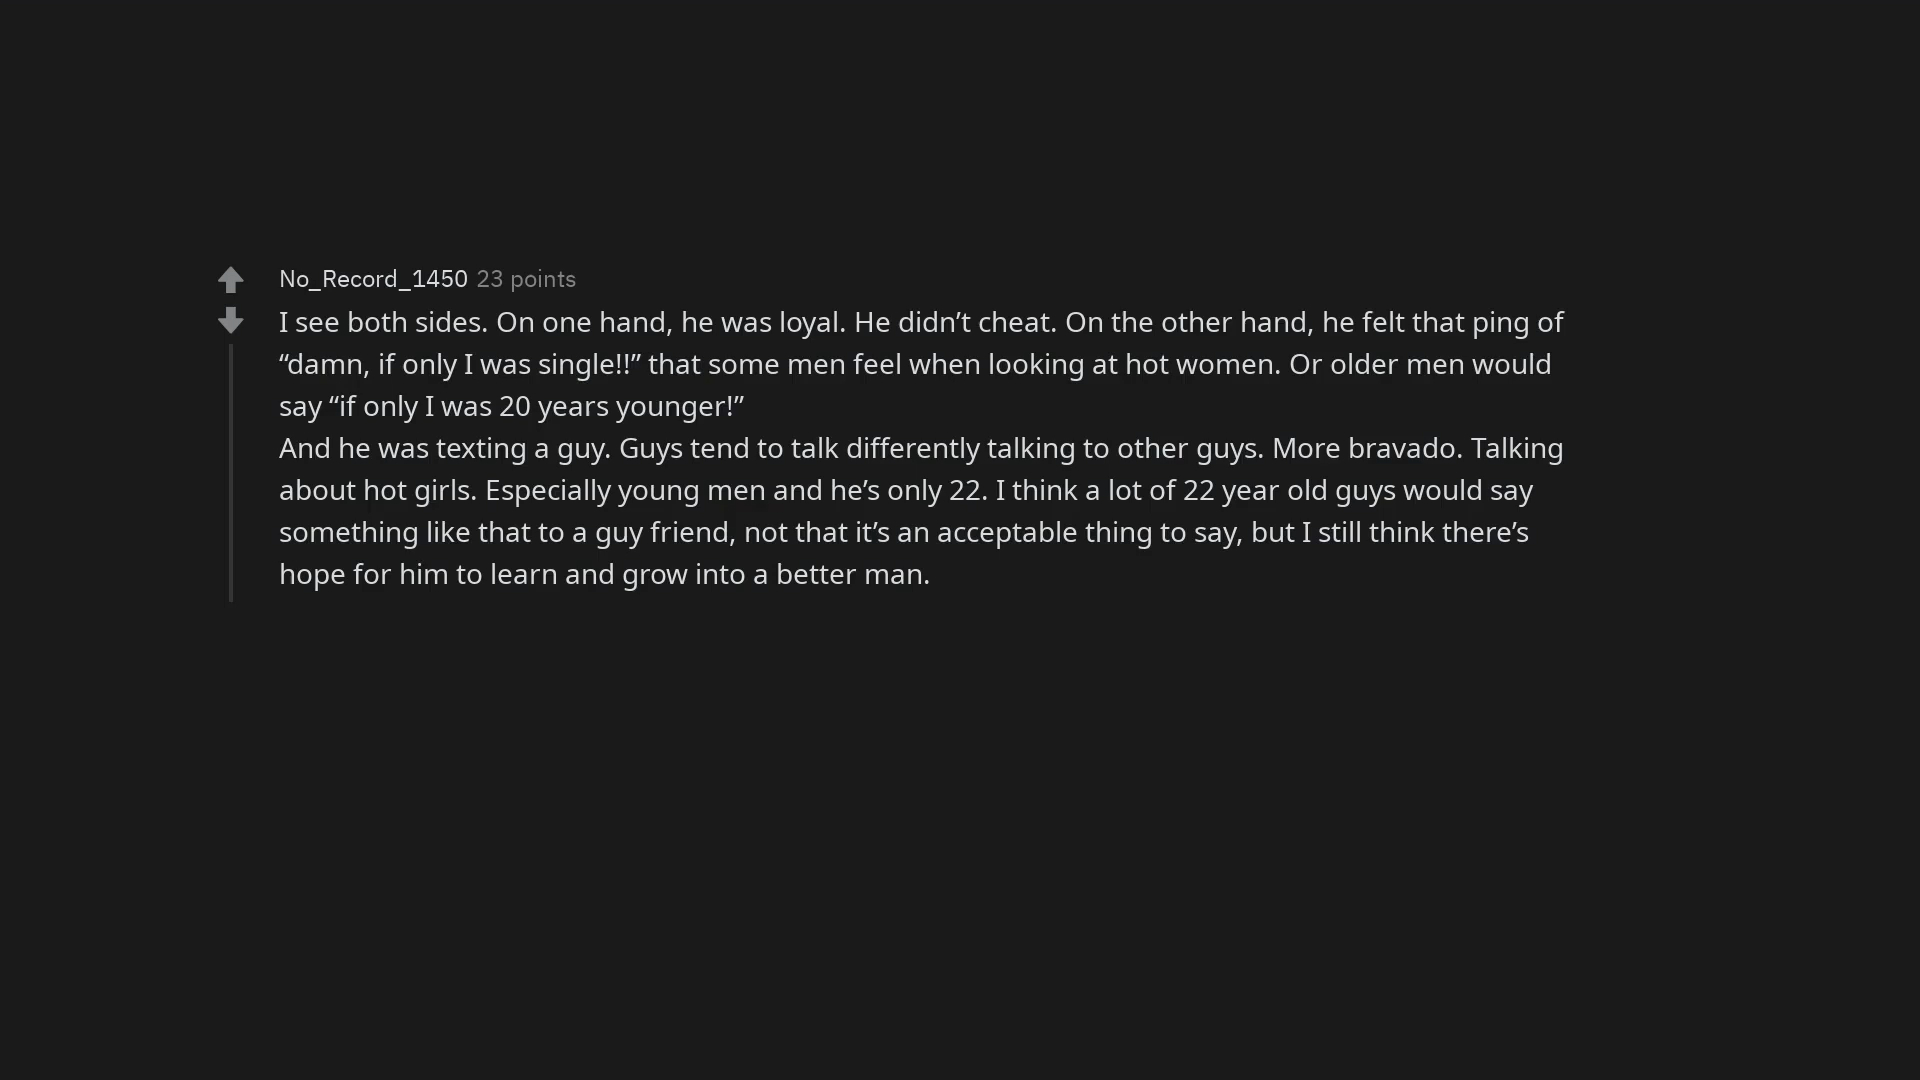 No_Record_1450 23 points
I see both sides. On one hand, he was loyal. He didn’t cheat. On the other hand, he felt that ping of
“damn, if only I was single!!” that some men feel when looking at hot women. Or older men would
say “if only I was 20 years younger!”
And he was texting a guy. Guys tend to talk differently talking to other guys. More bravado. Talking
about hot girls. Especially young men and he’s only 22. I think a lot of 22 year old guys would say
something like that to a guy friend, not that it’s an acceptable thing to say, but I still think there’s
hope for him to learn and grow into a better man.